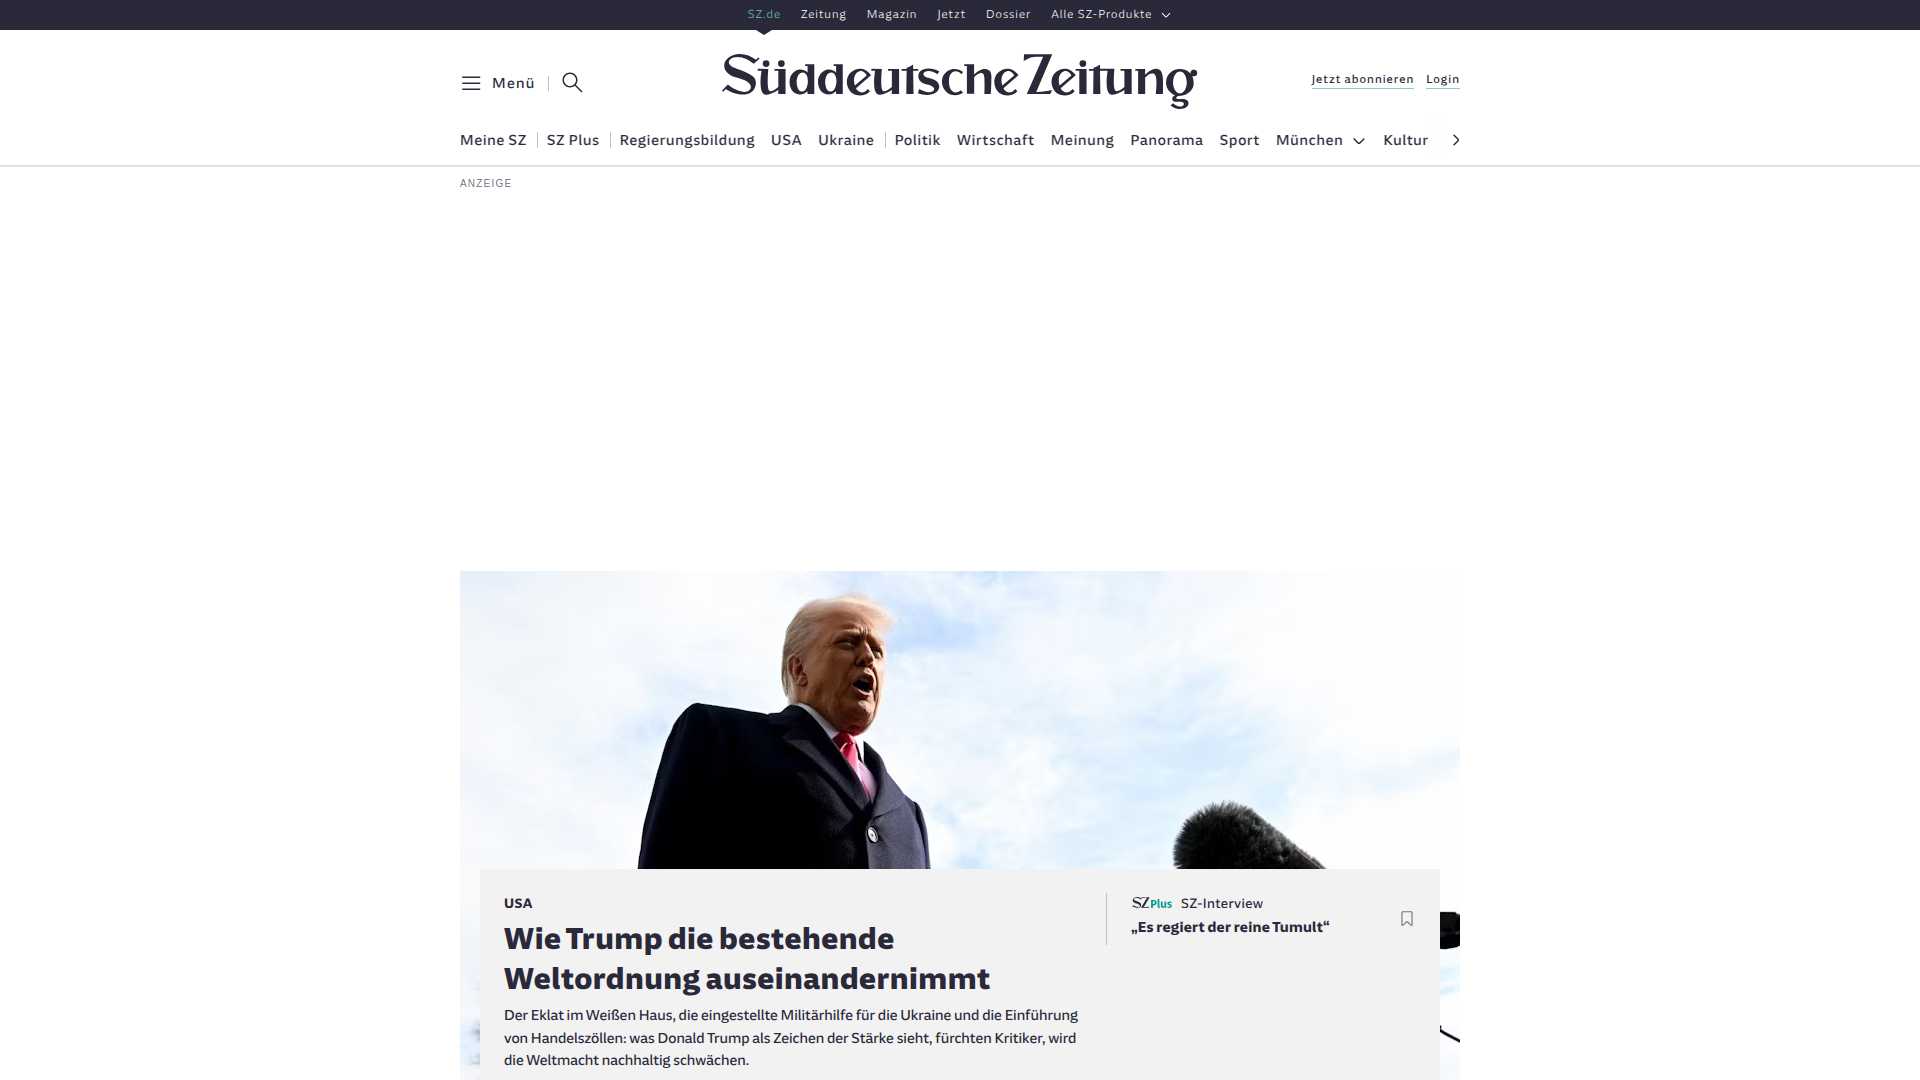 SZ.de Zeitung Magazin Jetzt Dossier Alle SZ-Produkte
Menü
Süddeutsche Zeitung
Jetzt abonnieren Login
Meine SZ SZ Plus Regierungsbildung USA Ukraine Politik Wirtschaft Meinung Panorama Sport München Kultur
ANZEIGE
USA
Wie Trump die bestehende
Weltordnung auseinandernimmt
Der Eklat im Weißen Haus, die eingestellte Militärhilfe für die Ukraine und die Einführung
von Handelszöllen: was Donald Trump als Zeichen der Stärke sieht, fürchten Kritiker, wird
die Weltmacht nachhaltig schwächen.
SZ Plus SZ-Interview
„Es regiert der reine Tumult“